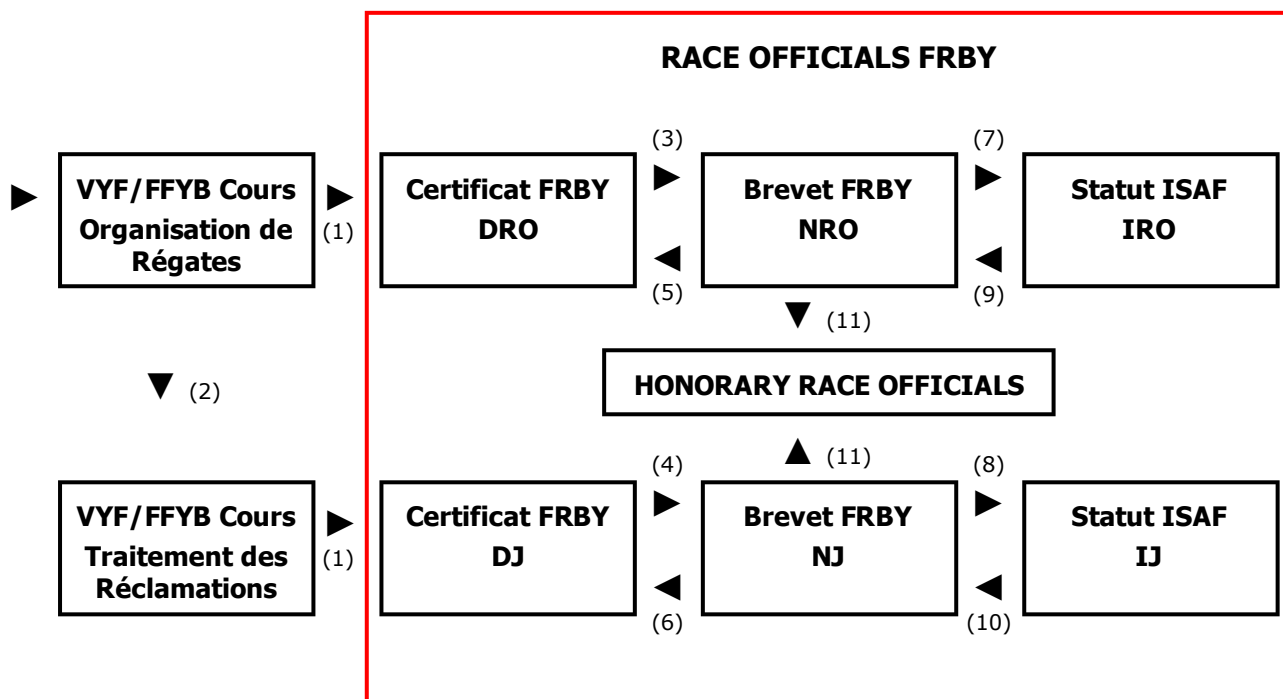 RACE OFFICIALS FRBY
(3)
(7)
VYF/FFYB Cours
Organisation de
Régates
(1)
Certificat FRBY
DRO
Brevet FRBY
NRO
Statut ISAF
IRO
(5)
(9)
(11)
(2)
HONORARY RACE OFFICIALS
(11)
(4)
(8)
VYF/FFYB Cours
Traitement des
Réclamations
(1)
Certificat FRBY
DJ
Brevet FRBY
NJ
Statut ISAF
IJ
(6)
(10)